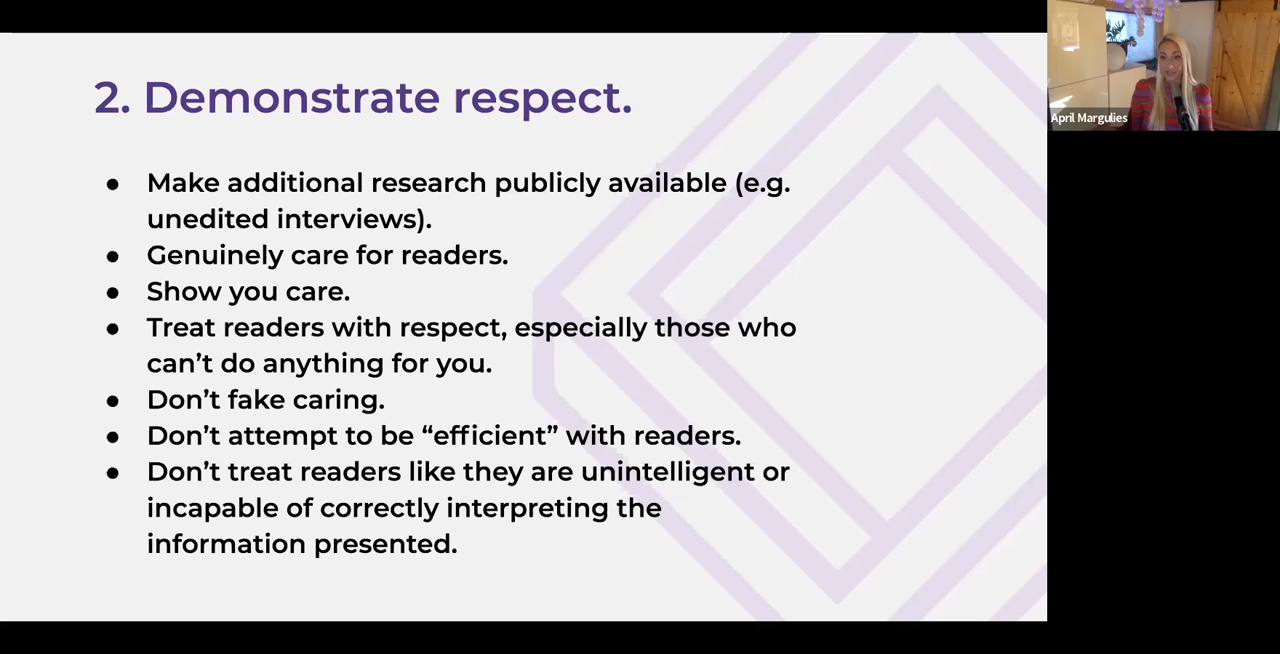 2. Demonstrate respect.
● Make additional research publicly available (e.g.
unedited interviews).
● Genuinely care for readers.
● Show you care.
● Treat readers with respect, especially those who
can’t do anything for you.
● Don’t fake caring.
● Don’t attempt to be “efficient” with readers.
● Don’t treat readers like they are unintelligent or
incapable of correctly interpreting the
information presented.
April Margulies